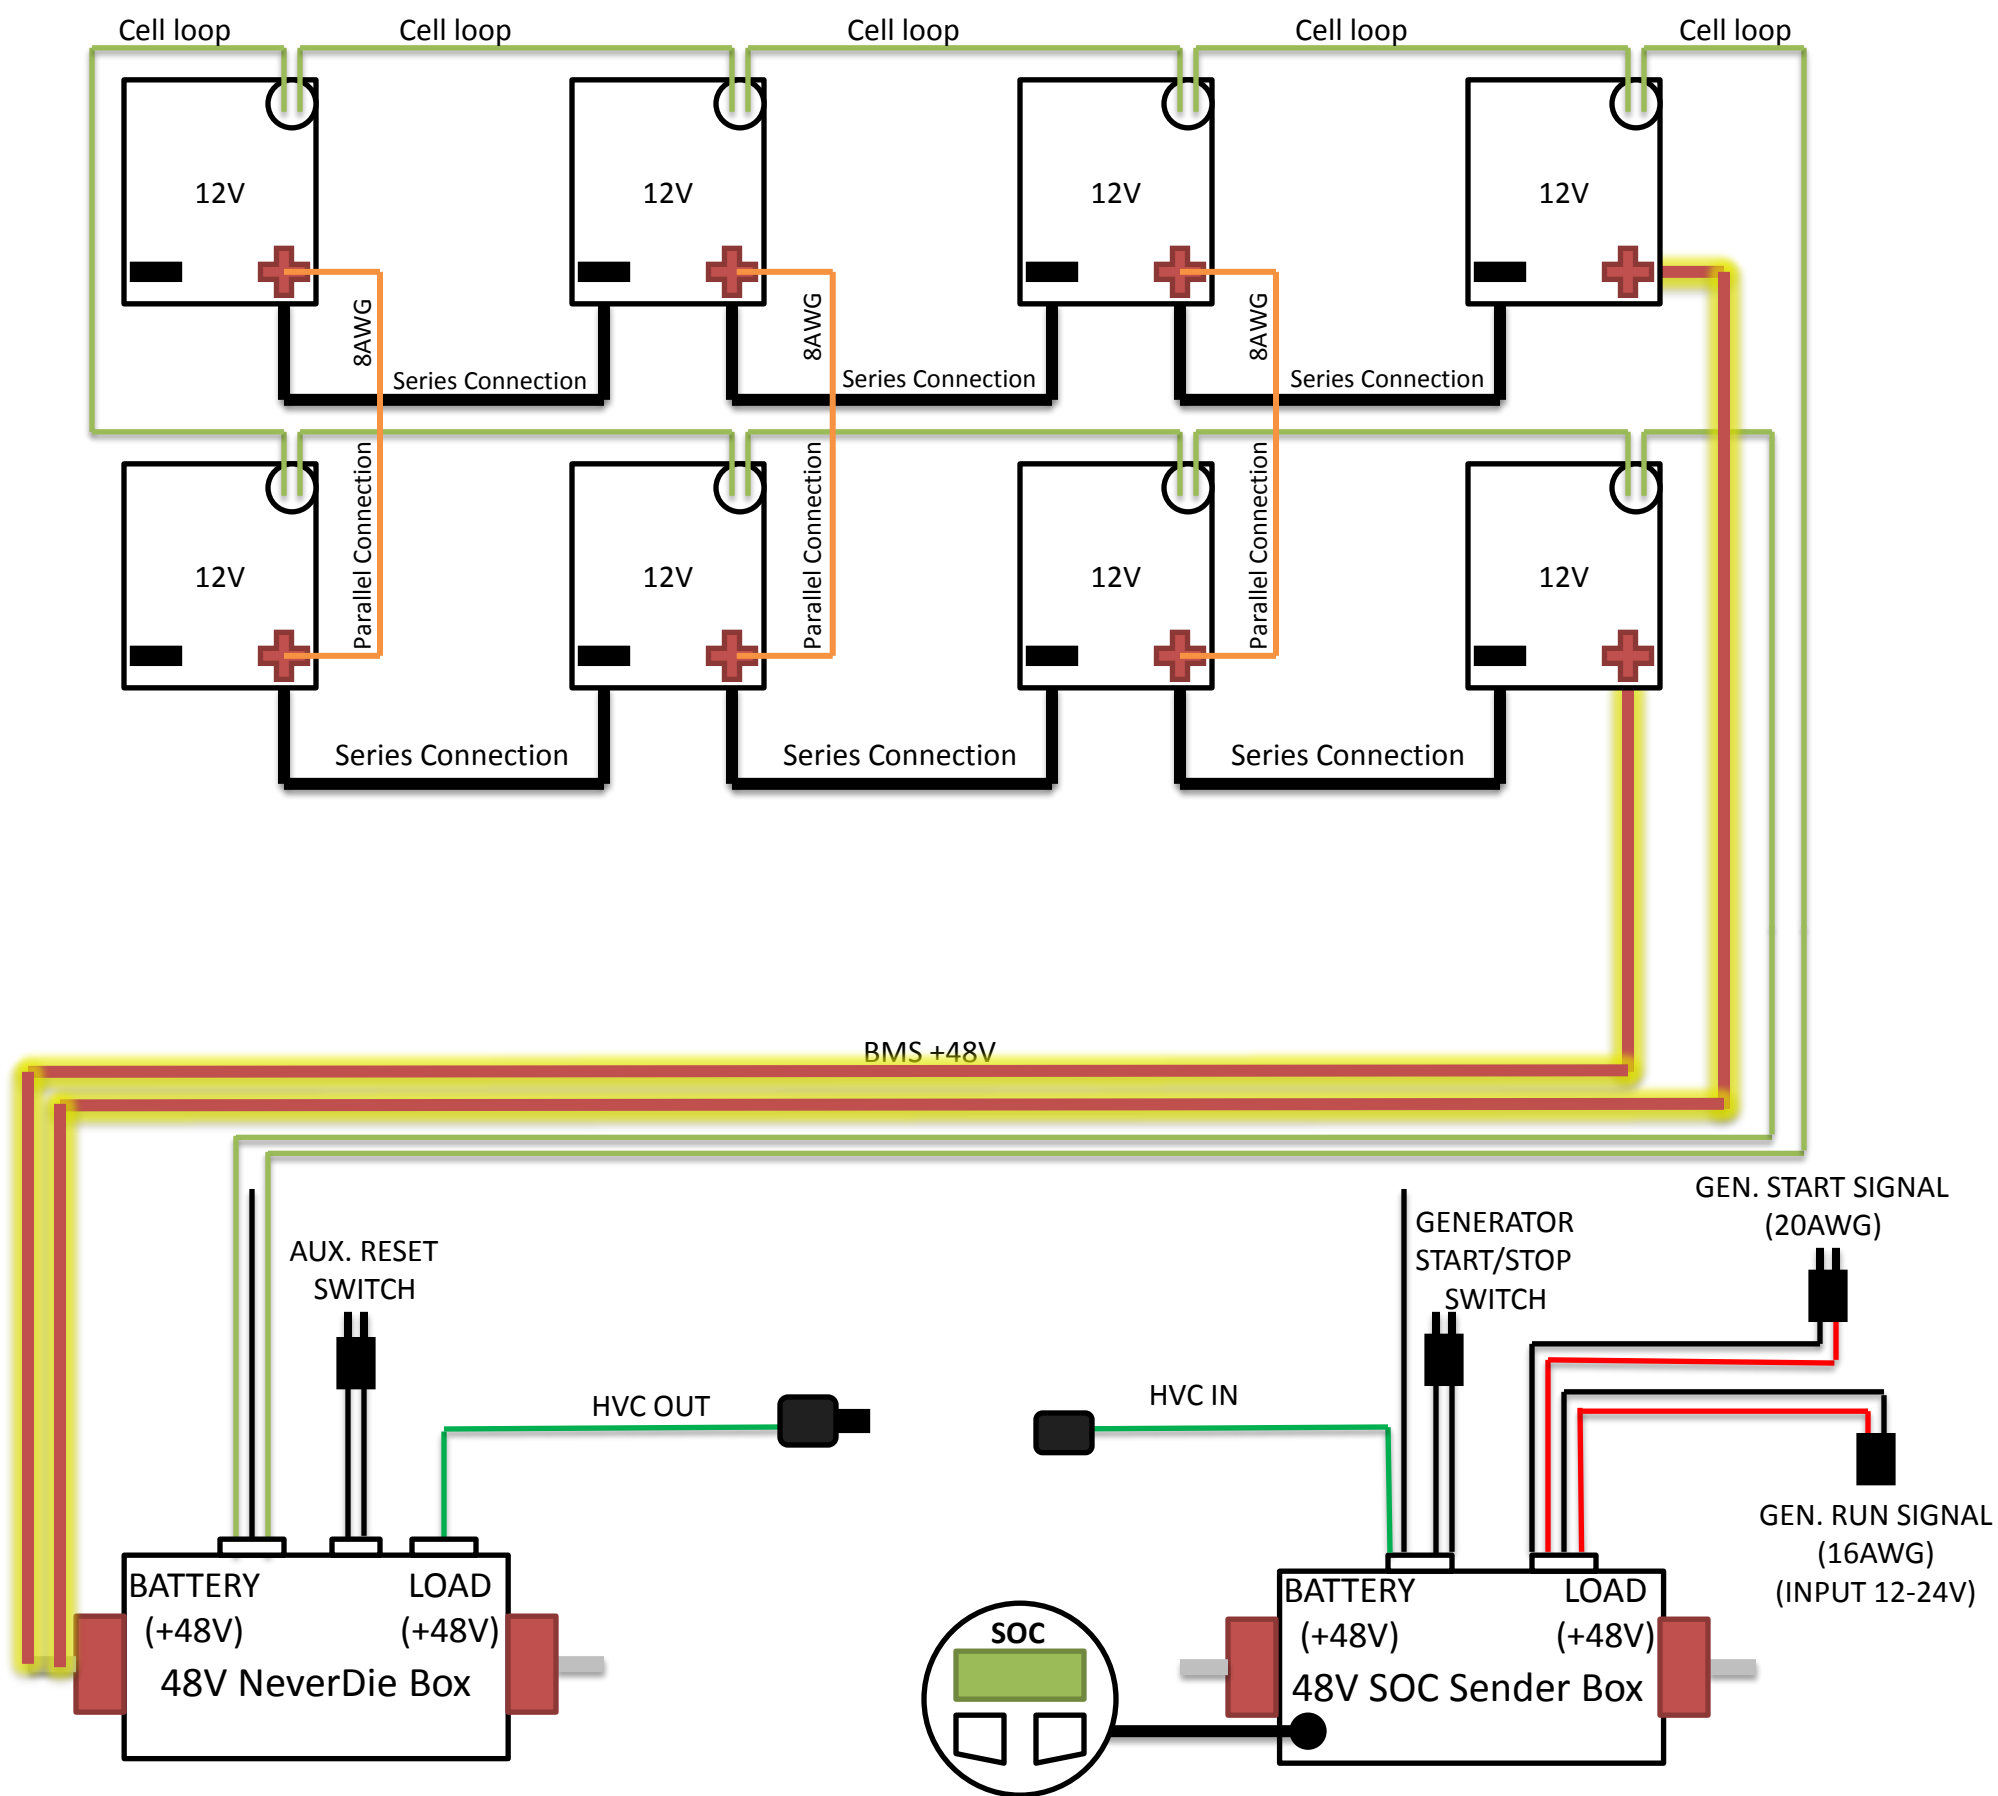 Cell loop
Cell loop
Cell loop
Cell loop
Cell loop
12V
12V
12V
12V
8AWG
8AWG
8AWG
Series Connection
Series Connection
Series Connection
Parallel Connection
Parallel Connection
Parallel Connection
12V
12V
12V
12V
Series Connection
Series Connection
Series Connection
BMS +48V
AUX. RESET
SWITCH
HVC OUT
HVC IN
GENERATOR
START/STOP
SWITCH
GEN. START SIGNAL
(20AWG)
GEN. RUN SIGNAL
(16AWG)
(INPUT 12-24V)
BATTERY
(+48V)
LOAD
(+48V)
48V NeverDie Box
SOC
BATTERY
(+48V)
LOAD
(+48V)
48V SOC Sender Box